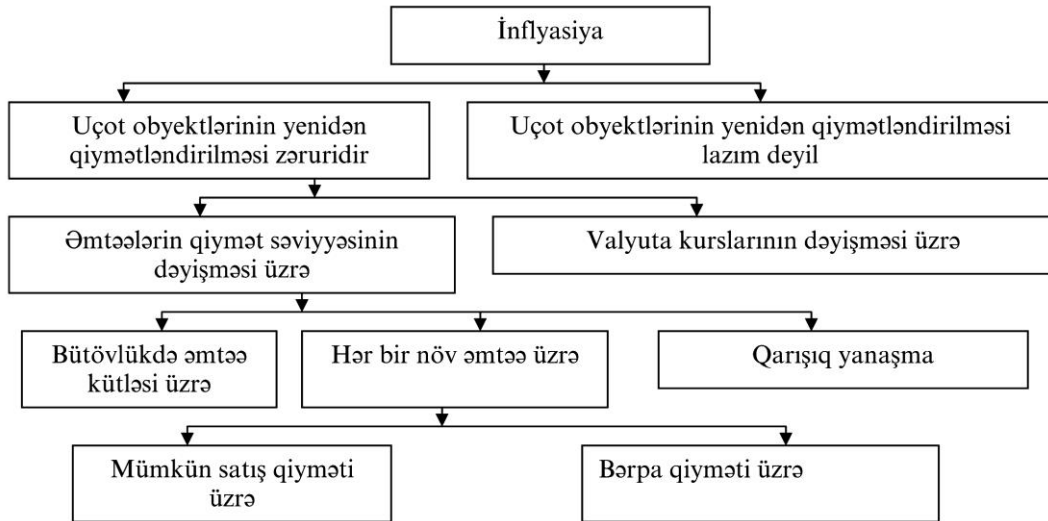 İnflyasiya
Uçot obyektlərinin yenidən
qiymətləndirilməsi zəruridir
Uçot obyektlərinin yenidən qiymətləndirilməsi
lazım deyil
Əmtəələrin qiymət səviyyəsinin
dəyişməsi üzrə
Valyuta kurslarının dəyişməsi üzrə
Bütövlükdə əmtəə
kütləsi üzrə
Hər bir növ əmtəə üzrə
Qarışıq yanaşma
Mümkün satış qiyməti
üzrə
Bərpa qiyməti üzrə